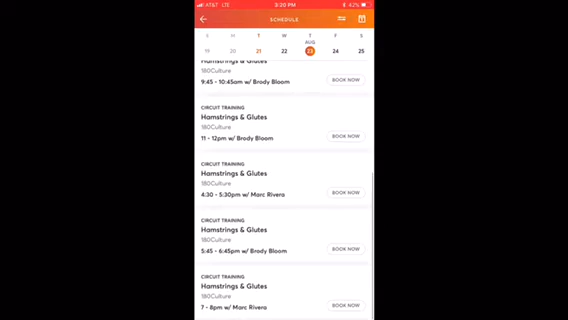 AT&T LTE 3:20 PM 42%
SCHEDULE
S M T W T F S
AUG
19 20 21 22 23 24 25
Hamstrings & Glutes
180Culture
9:45 - 10:45am w/ Brody Bloom BOOK NOW
CIRCUIT TRAINING
Hamstrings & Glutes
180Culture
11 - 12pm w/ Brody Bloom BOOK NOW
CIRCUIT TRAINING
Hamstrings & Glutes
180Culture
4:30 - 5:30pm w/ Marc Rivera BOOK NOW
CIRCUIT TRAINING
Hamstrings & Glutes
180Culture
5:45 - 6:45pm w/ Brody Bloom BOOK NOW
CIRCUIT TRAINING
Hamstrings & Glutes
180Culture
7 - 8pm w/ Marc Rivera BOOK NOW